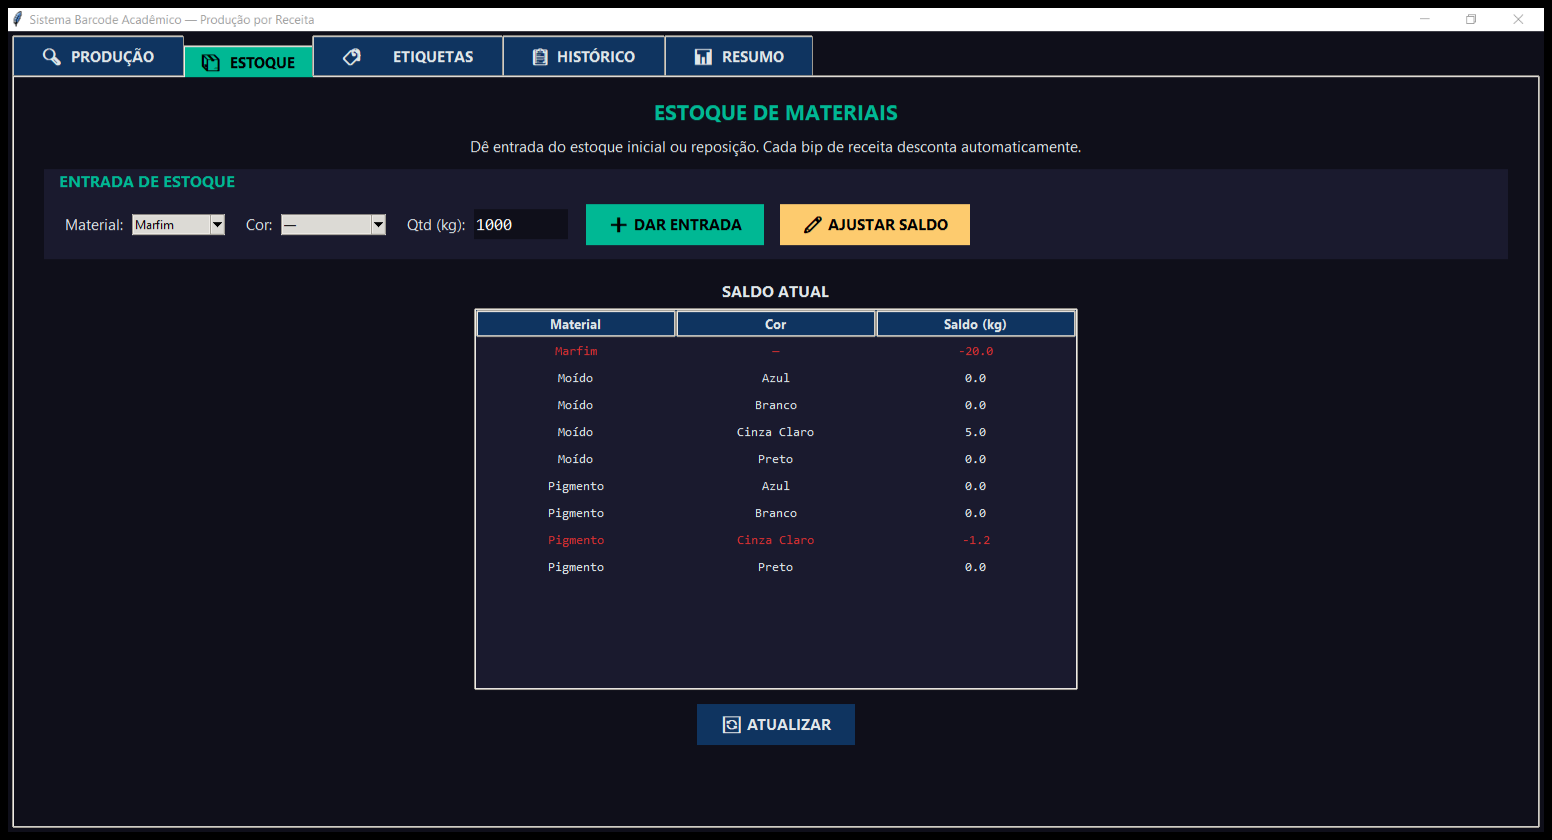 Sistema Barcode Acadêmico — Produção por Receita
PRODUÇÃO ESTOQUE ETIQUETAS HISTÓRICO RESUMO
ESTOQUE DE MATERIAIS
Dê entrada do estoque inicial ou reposição. Cada bip de receita desconta automaticamente.
ENTRADA DE ESTOQUE
Material: Marfim Cor: — Qtd (kg): 1000 DAR ENTRADA AJUSTAR SALDO
SALDO ATUAL
Material Cor Saldo (kg)
Marfim — -20.0
Moído Azul 0.0
Moído Branco 0.0
Moído Cinza Claro 5.0
Moído Preto 0.0
Pigmento Azul 0.0
Pigmento Branco 0.0
Pigmento Cinza Claro -1.2
Pigmento Preto 0.0
ATUALIZAR